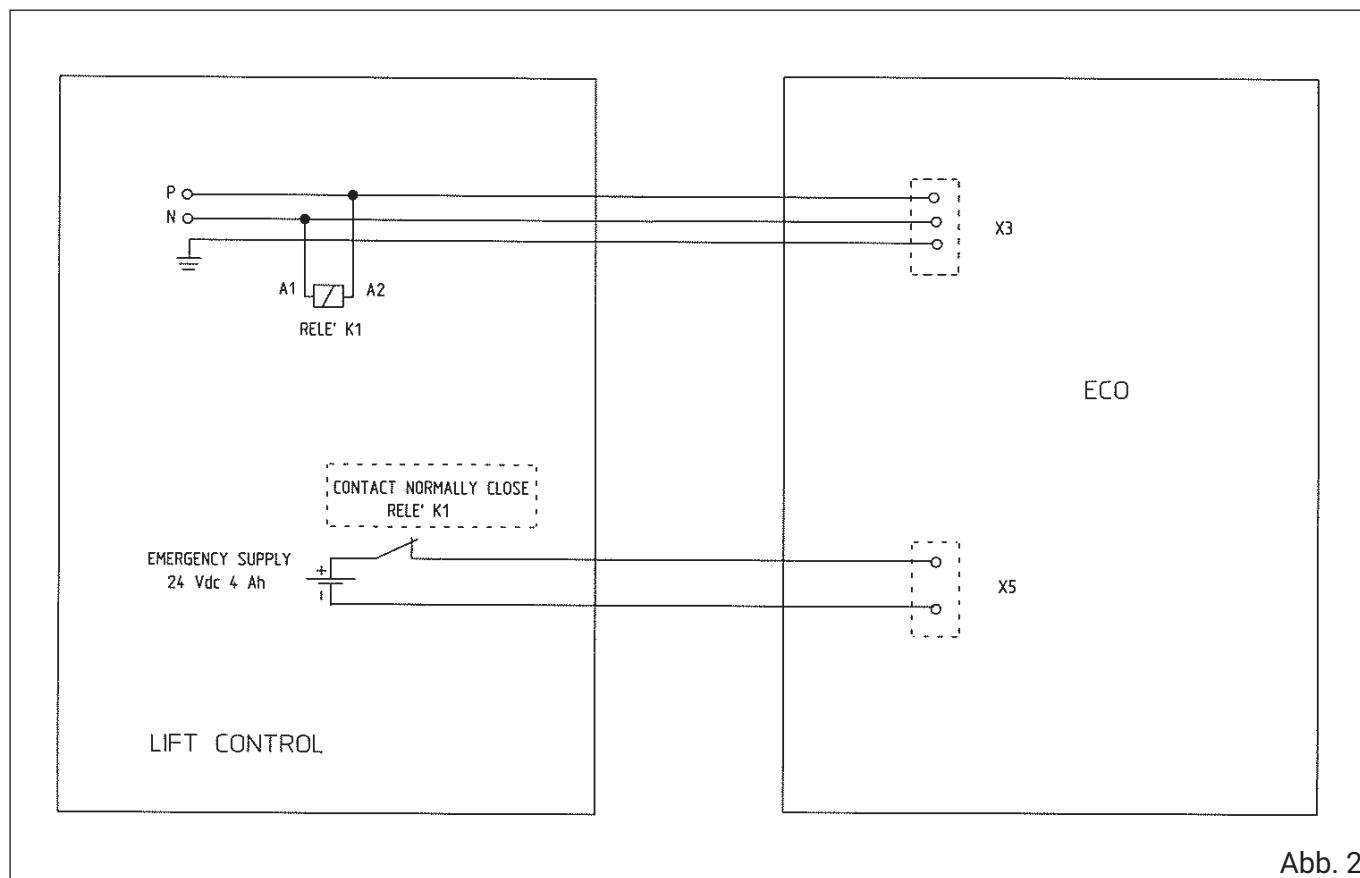 P
N
X3
A1
A2
RELE' K1
ECO
CONTACT NORMALLY CLOSE
RELE' K1
EMERGENCY SUPPLY
24 Vdc 4 Ah
+
-
X5
LIFT CONTROL
Abb. 2